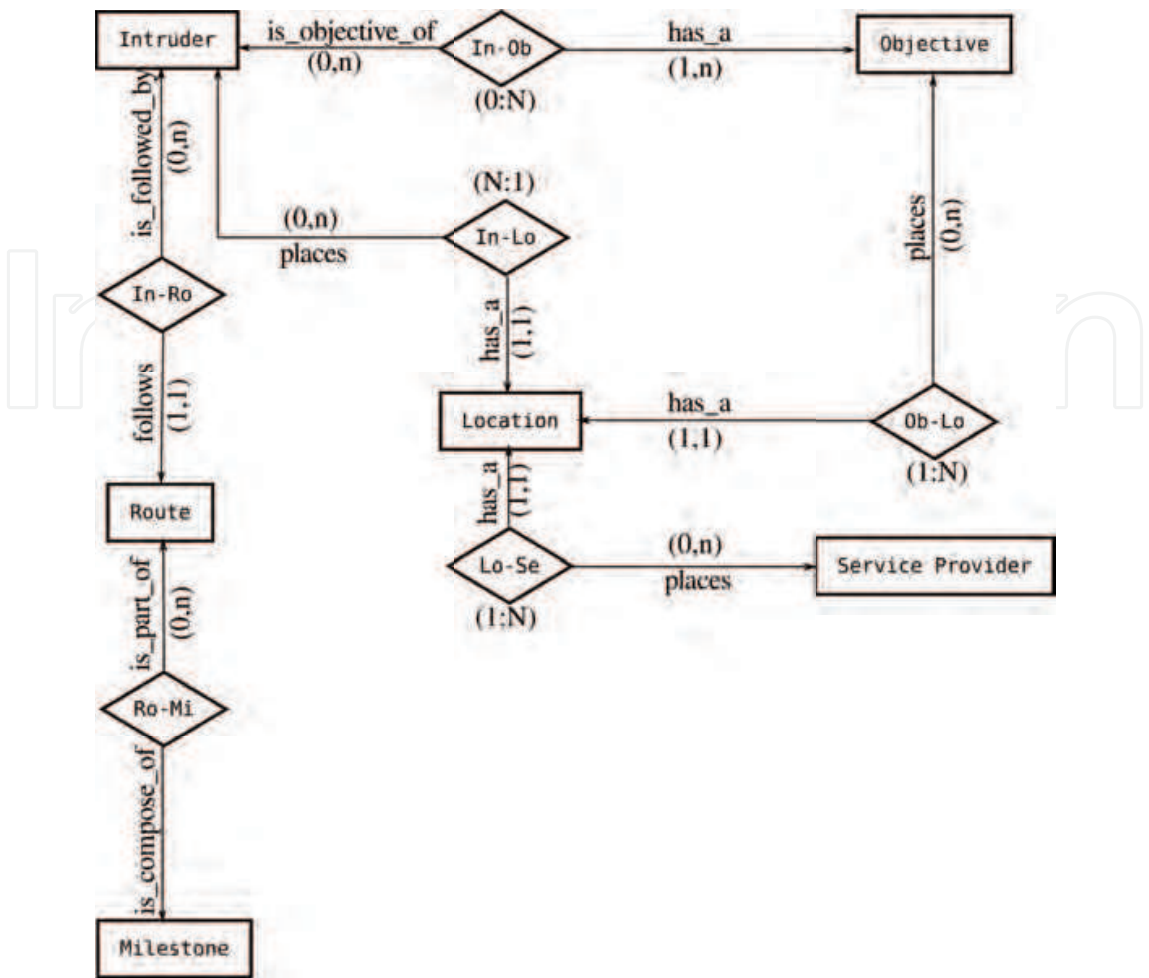 Intruder
is_objective_of
(0,n)
In-Ob
(0:N)
has_a
(1,n)
Objective
is_followed_by
(0,n)
(N:1)
(0,n)
places
In-Lo
places
(0,n)
In-Ro
has_a
(1,1)
follows
(1,1)
Location
has_a
(1,1)
Ob-Lo
(1:N)
has_a
(1,1)
Route
Lo-Se
(1:N)
(0,n)
places
Service Provider
is_part_of
(0,n)
Ro-Mi
is_compose_of
Milestone